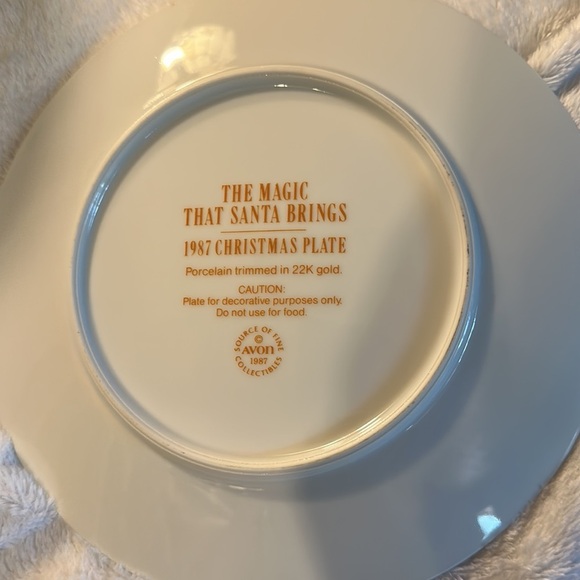 THE MAGIC
THAT SANTA BRINGS
1987 CHRISTMAS PLATE
Porcelain trimmed in 22K gold.
CAUTION:
Plate for decorative purposes only.
Do not use for food.
SOURCE OF FINE
©
AVON
1987
COLLECTIBLES